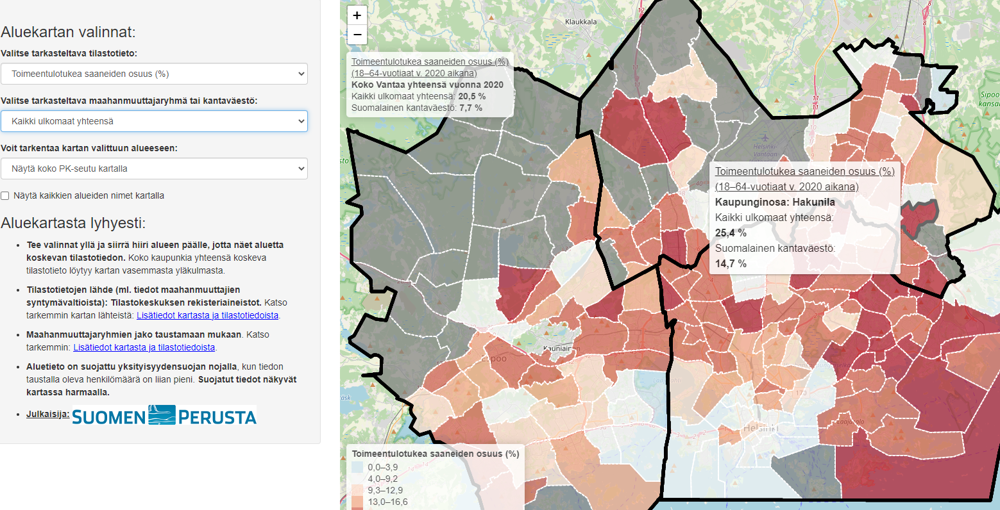 Aluekartan valinnat:
Valitse tarkasteltava tilastotieto:
Toimeentulotukea saaneiden osuus (%)
Valitse tarkasteltava maahanmuuttajaryhmä tai kantaväestö:
Kaikki ulkomaat yhteensä
Voit tarkentaa kartan valittuun alueeseen:
Näytä koko PK-seutu kartalla
Näytä kaikkien alueiden nimet kartalla
Aluekartasta lyhyesti:
• Tee valinnat yllä ja siirrä hiiri alueen päälle, jotta näet aluetta
koskevan tilastotiedon. Koko kaupunkia yhteensä koskeva
tilastotieto löytyy kartan vasemmasta yläkulmasta.
• Tilastotietojen lähde (ml. tiedot maahanmuuttajien
syntymävaltioista): Tilastokeskuksen rekisteriaineistot. Katso
tarkemmin kartan lähteistä: Lisätiedot kartasta ja tilastotiedoista.
• Maahanmuuttajaryhmien jako taustamaan mukaan. Katso
tarkemmin: Lisätiedot kartasta ja tilastotiedoista.
• Aluetieto on suojattu yksityisyydensuojan nojalla, kun tiedon
taustalla oleva henkilömäärä on liian pieni. Suojatut tiedot näkyvät
kartassa harmaalla.
• Julkaisija: SUOMEN PERUSTA
+
−
Toimeentulotukea saaneiden osuus (%)
(18–64-vuotiaat v. 2020 aikana)
Koko Vantaa yhteensä vuonna 2020
Kaikki ulkomaat yhteensä: 20,5 %
Suomalainen kantaväestö: 7,7 %
Klaukkala
Helsinki-
Vantaan
Sipoo
kansa
Toimeentulotukea saaneiden osuus (%)
(18–64-vuotiaat v. 2020 aikana)
Kaupunginosa: Hakunila
Kaikki ulkomaat yhteensä:
25,4 %
Suomalainen kantaväestö:
14,7 %
Kauniainen
Espoo
170
Laajasalo
Helsinki
Toimeentulotukea saaneiden osuus (%)
0,0–3,9
4,0–9,2
9,3–12,9
13,0–16,6